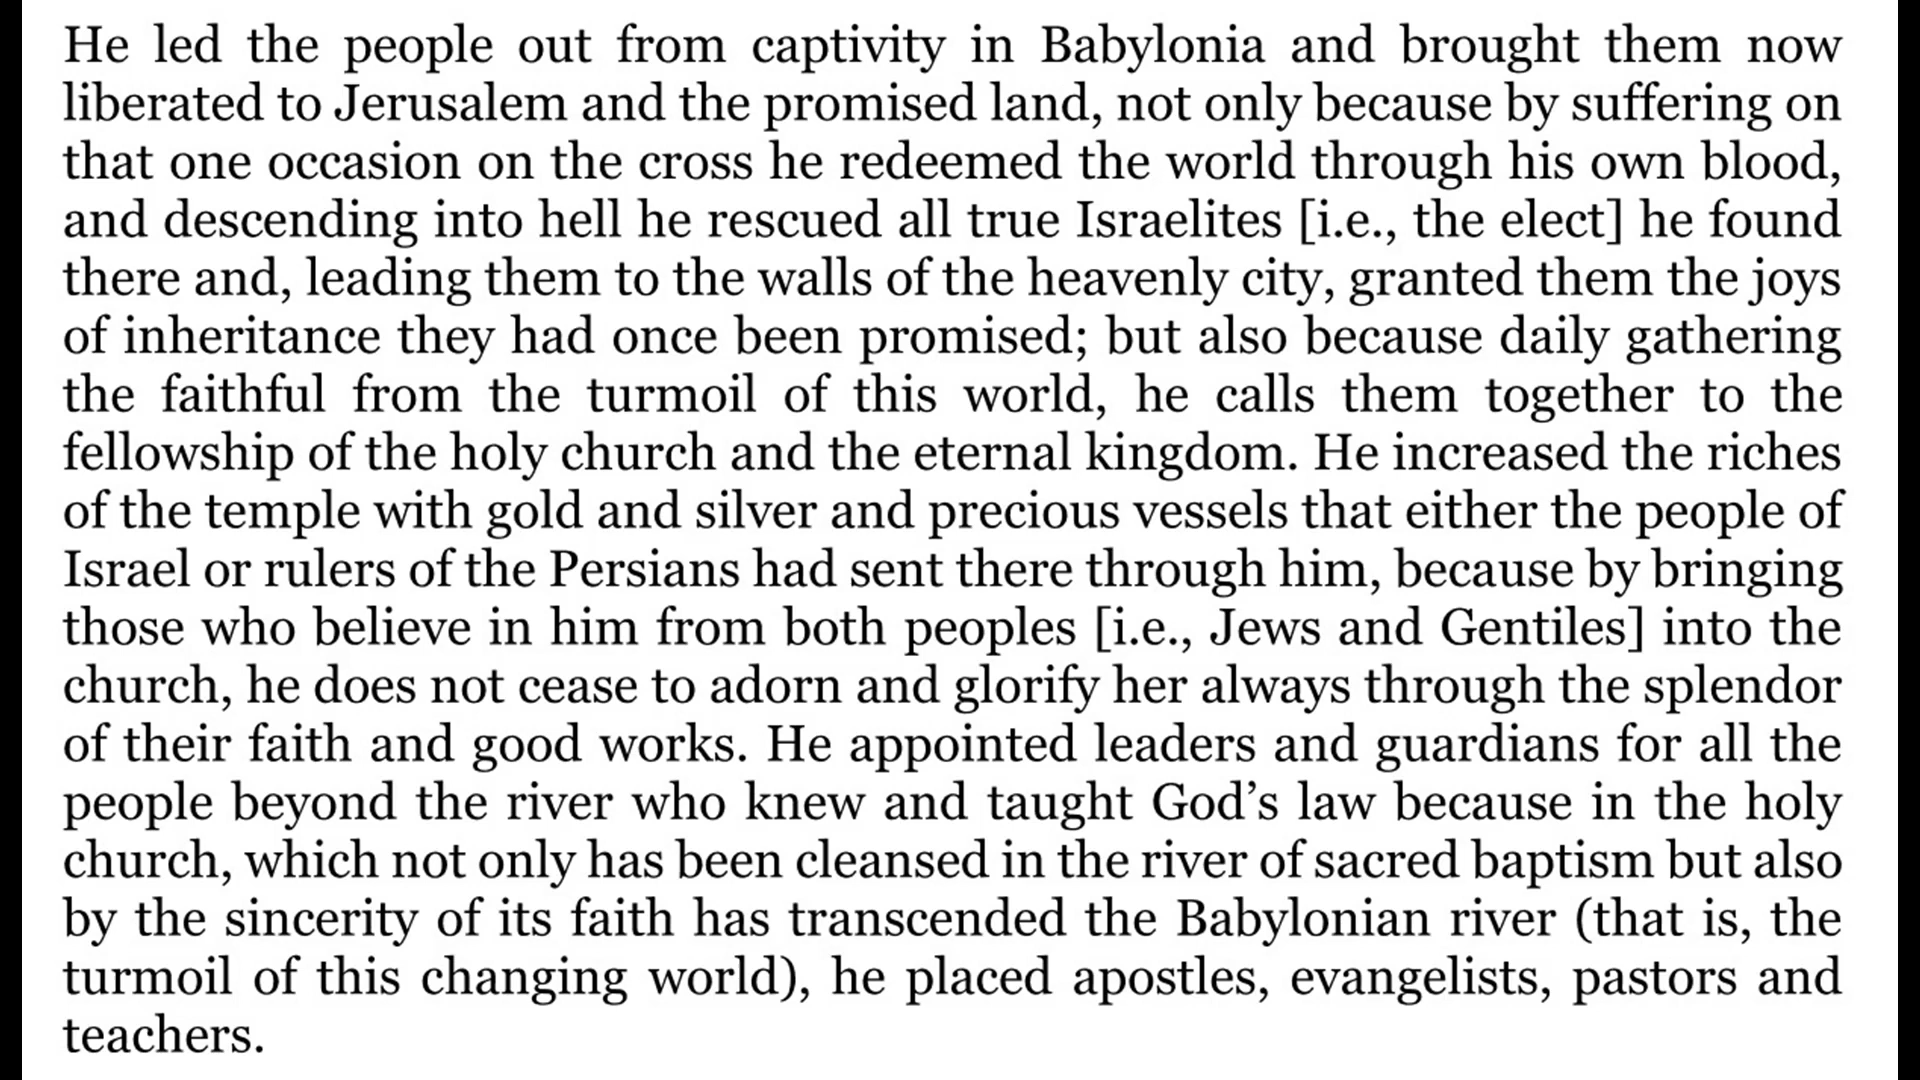 He led the people out from captivity in Babylonia and brought them now
liberated to Jerusalem and the promised land, not only because by suffering on
that one occasion on the cross he redeemed the world through his own blood,
and descending into hell he rescued all true Israelites [i.e., the elect] he found
there and, leading them to the walls of the heavenly city, granted them the joys
of inheritance they had once been promised; but also because daily gathering
the faithful from the turmoil of this world, he calls them together to the
fellowship of the holy church and the eternal kingdom. He increased the riches
of the temple with gold and silver and precious vessels that either the people of
Israel or rulers of the Persians had sent there through him, because by bringing
those who believe in him from both peoples [i.e., Jews and Gentiles] into the
church, he does not cease to adorn and glorify her always through the splendor
of their faith and good works. He appointed leaders and guardians for all the
people beyond the river who knew and taught God’s law because in the holy
church, which not only has been cleansed in the river of sacred baptism but also
by the sincerity of its faith has transcended the Babylonian river (that is, the
turmoil of this changing world), he placed apostles, evangelists, pastors and
teachers.